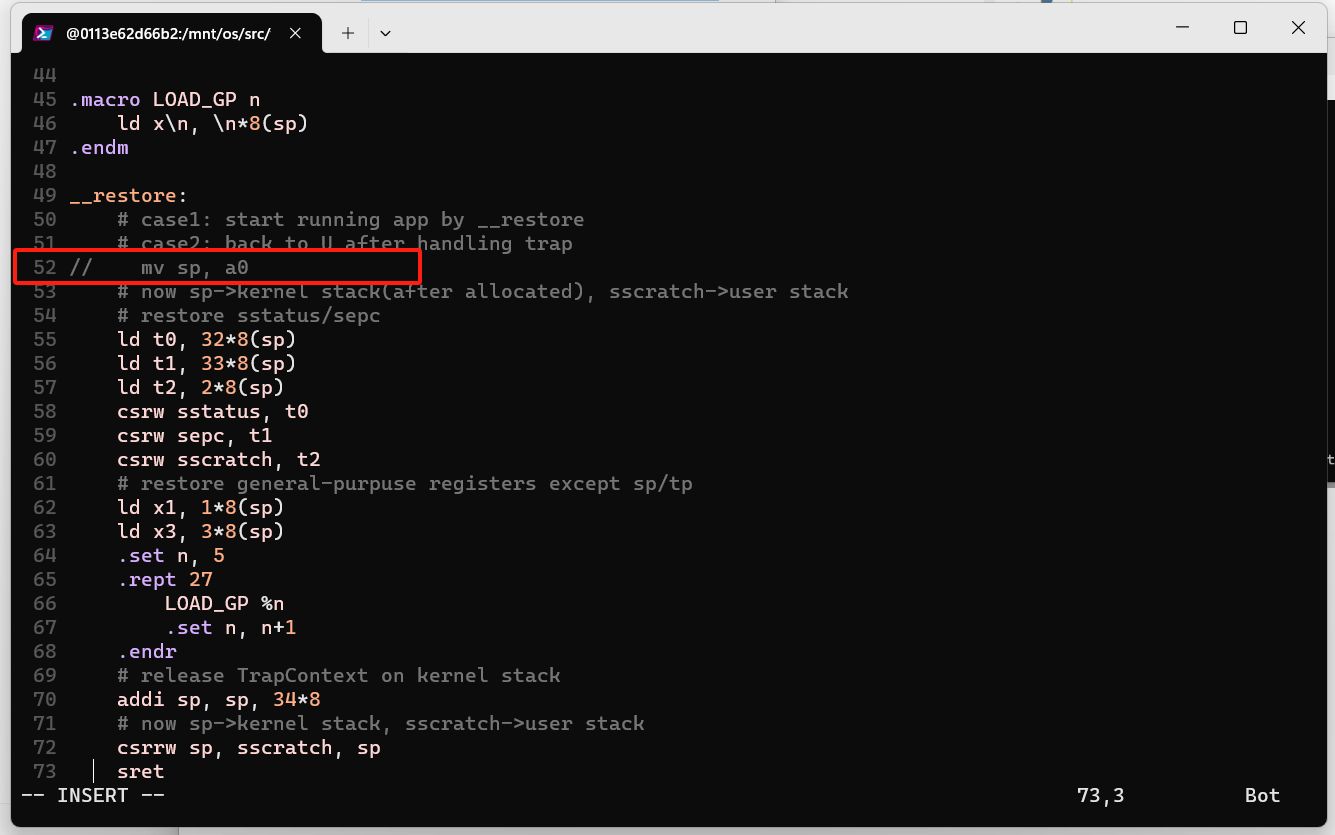 @0113e62d66b2:/mnt/os/src/
44
45 .macro LOAD_GP n
46     ld x\n, \n*8(sp)
47 .endm
48
49 __restore:
50     # case1: start running app by __restore
51     # case2: back to U after handling trap
52 //    mv sp, a0
53     # now sp->kernel stack(after allocated), sscratch->user stack
54     # restore sstatus/sepc
55     ld t0, 32*8(sp)
56     ld t1, 33*8(sp)
57     ld t2, 2*8(sp)
58     csrw sstatus, t0
59     csrw sepc, t1
60     csrw sscratch, t2
61     # restore general-purpuse registers except sp/tp
62     ld x1, 1*8(sp)
63     ld x3, 3*8(sp)
64     .set n, 5
65     .rept 27
66         LOAD_GP %n
67         .set n, n+1
68     .endr
69     # release TrapContext on kernel stack
70     addi sp, sp, 34*8
71     # now sp->kernel stack, sscratch->user stack
72     csrrw sp, sscratch, sp
73     sret
-- INSERT -- 73,3 Bot